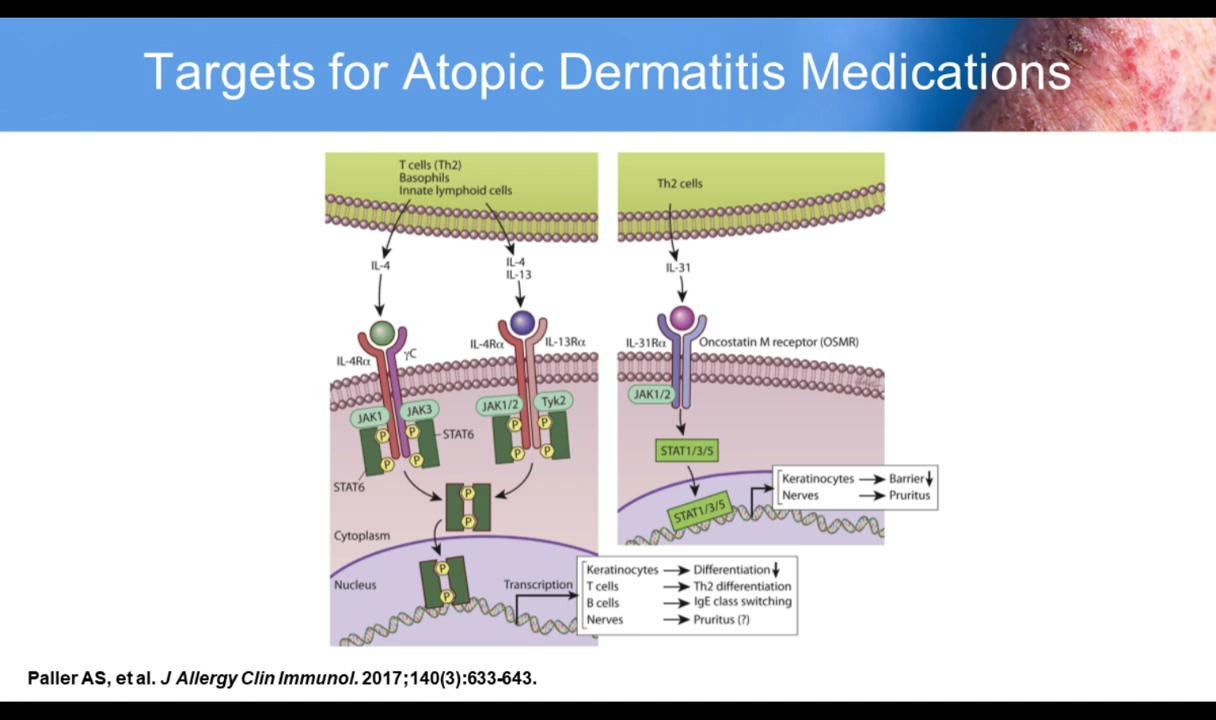 Targets for Atopic Dermatitis Medications
T cells (Th2)
Basophils
Innate lymphoid cells
IL-4
IL-4
IL-13
IL-4Rα
γC
IL-4Rα
IL-13Rα
JAK1
JAK3
JAK1/2
Tyk2
P
P
P
P
P
P
P
P
STAT6
STAT6
P
P
Cytoplasm
Nucleus
P
P
Transcription
Keratinocytes Differentiation
T cells Th2 differentiation
B cells IgE class switching
Nerves Pruritus (?)
Th2 cells
IL-31
IL-31Rα
Oncostatin M receptor (OSMR)
JAK1/2
STAT1/3/5
STAT1/3/5
Keratinocytes Barrier
Nerves Pruritus
Paller AS, et al. J Allergy Clin Immunol. 2017;140(3):633-643.